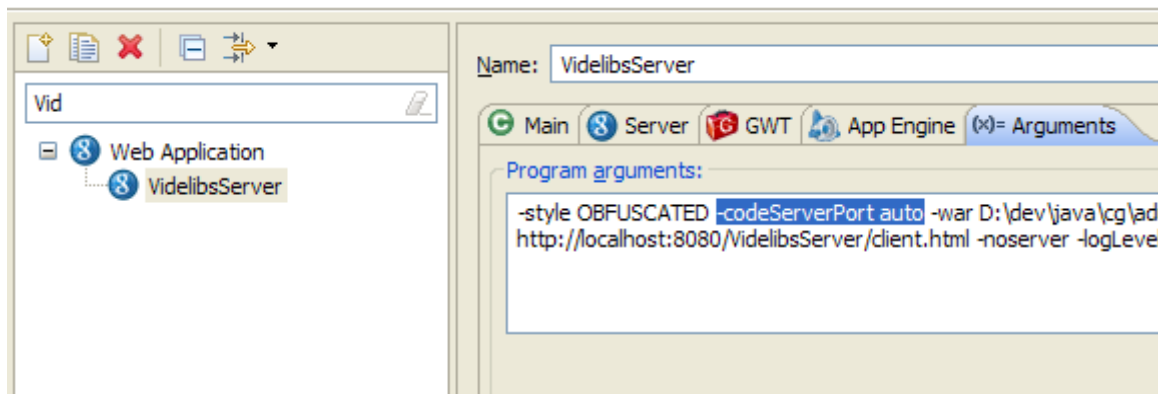 Name: VidelibsServer
Vid
Web Application
VidelibsServer
Main Server GWT App Engine (x)= Arguments
Program arguments:
-style OBFUSCATED -codeServerPort auto -war D:\dev\java\cg\ad
http://localhost:8080/VidelibsServer/client.html -noserver -logLeve